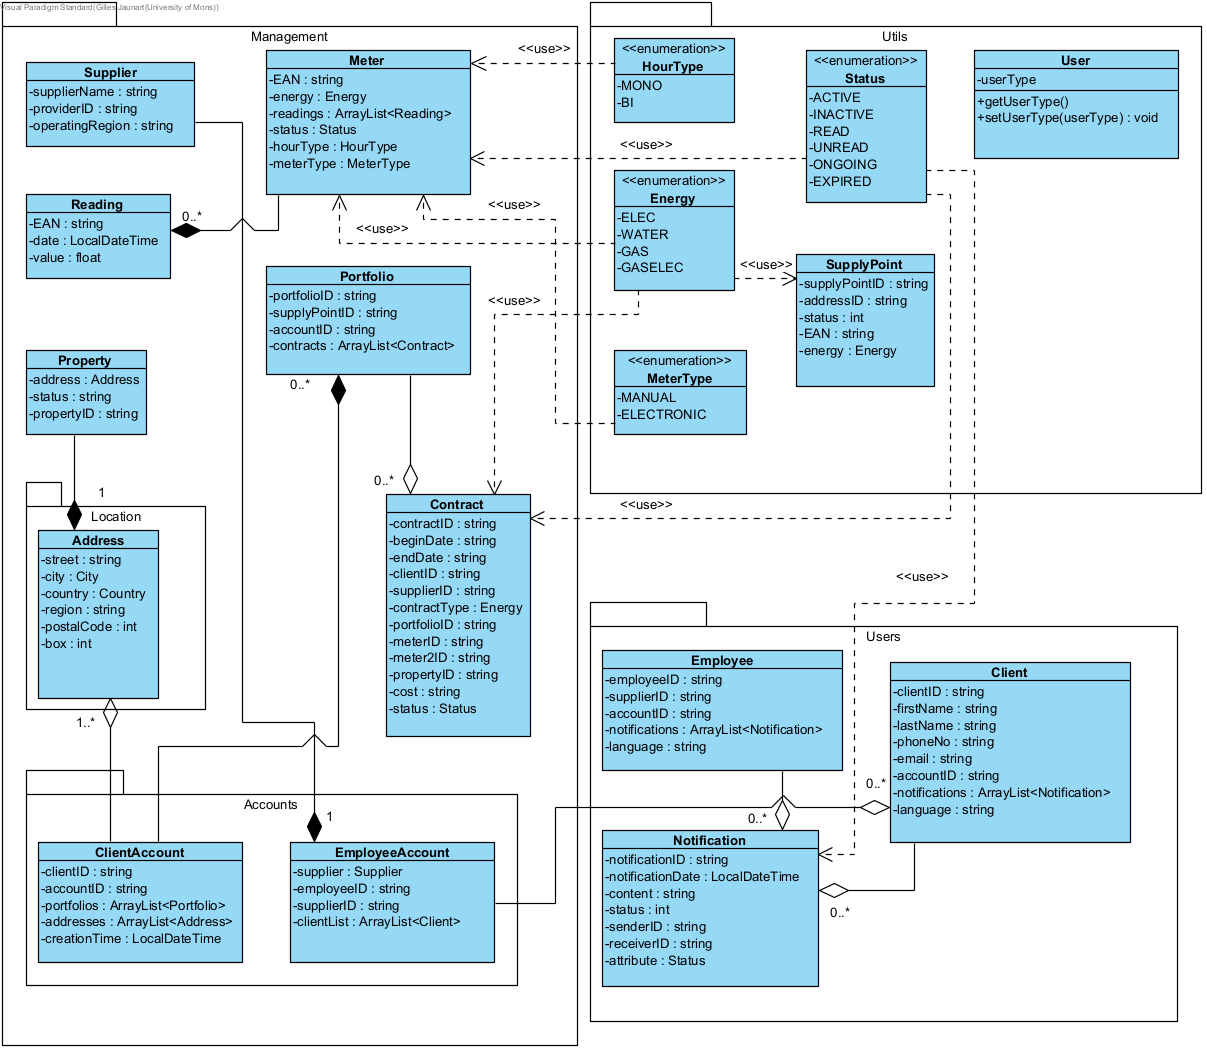 Visual Paradigm Standard(Gilles Jaunart(University of Mons))
Management
Supplier
-supplierName : string
-providerID : string
-operatingRegion : string
Meter
-EAN : string
-energy : Energy
-readings : ArrayList<Reading>
-status : Status
-hourType : HourType
-meterType : MeterType
Reading
-EAN : string
-date : LocalDateTime
-value : float
0..*
Portfolio
-portfolioID : string
-supplyPointID : string
-accountID : string
-contracts : ArrayList<Contract>
0..*
0..*
Property
-address : Address
-status : string
-propertyID : string
1
Location
Address
-street : string
-city : City
-country : Country
-region : string
-postalCode : int
-box : int
1..*
Contract
-contractID : string
-beginDate : string
-endDate : string
-clientID : string
-supplierID : string
-contractType : Energy
-portfolioID : string
-meterID : string
-meter2ID : string
-propertyID : string
-cost : string
-status : Status
Accounts
1
ClientAccount
-clientID : string
-accountID : string
-portfolios : ArrayList<Portfolio>
-addresses : ArrayList<Address>
-creationTime : LocalDateTime
EmployeeAccount
-supplier : Supplier
-employeeID : string
-supplierID : string
-clientList : ArrayList<Client>
Utils
<<use>>
<<enumeration>>
HourType
-MONO
-BI
<<enumeration>>
Status
-ACTIVE
-INACTIVE
-READ
-UNREAD
-ONGOING
-EXPIRED
User
-userType
+getUserType()
+setUserType(userType) : void
<<use>>
<<enumeration>>
Energy
-ELEC
-WATER
-GAS
-GASELEC
<<use>>
<<use>>
<<use>>
SupplyPoint
-supplyPointID : string
-addressID : string
-status : int
-EAN : string
-energy : Energy
<<use>>
<<enumeration>>
MeterType
-MANUAL
-ELECTRONIC
<<use>>
<<use>>
Users
Employee
-employeeID : string
-supplierID : string
-accountID : string
-notifications : ArrayList<Notification>
-language : string
Client
-clientID : string
-firstName : string
-lastName : string
-phoneNo : string
-email : string
-accountID : string
-notifications : ArrayList<Notification>
-language : string
0..*
0..*
Notification
-notificationID : string
-notificationDate : LocalDateTime
-content : string
-status : int
-senderID : string
-receiverID : string
-attribute : Status
0..*